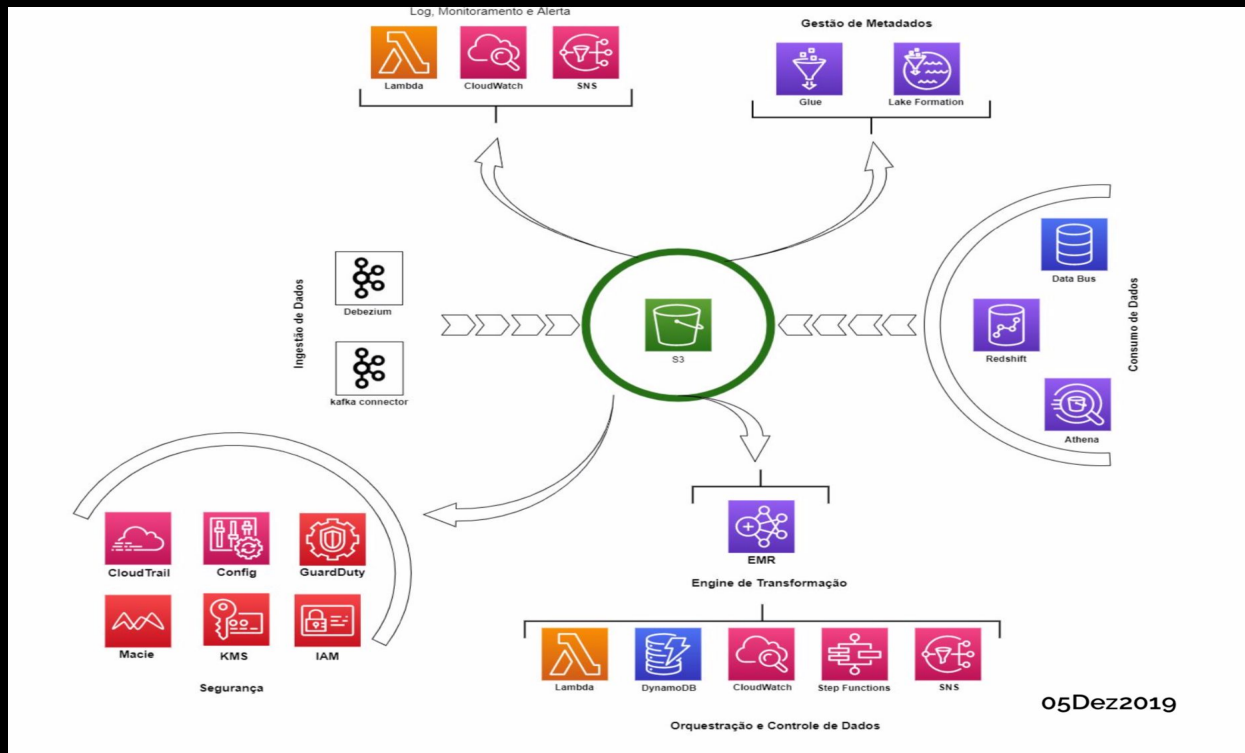 Log, Monitoramento e Alerta
Lambda
CloudWatch
SNS
Gestão de Metadados
Glue
Lake Formation
Ingestão de Dados
Debezium
kafka connector
S3
Data Bus
Redshift
Athena
Consumo de Dados
CloudTrail
Config
GuardDuty
Macie
KMS
IAM
Segurança
EMR
Engine de Transformação
Lambda
DynamoDB
CloudWatch
Step Functions
SNS
Orquestração e Controle de Dados
05Dez2019